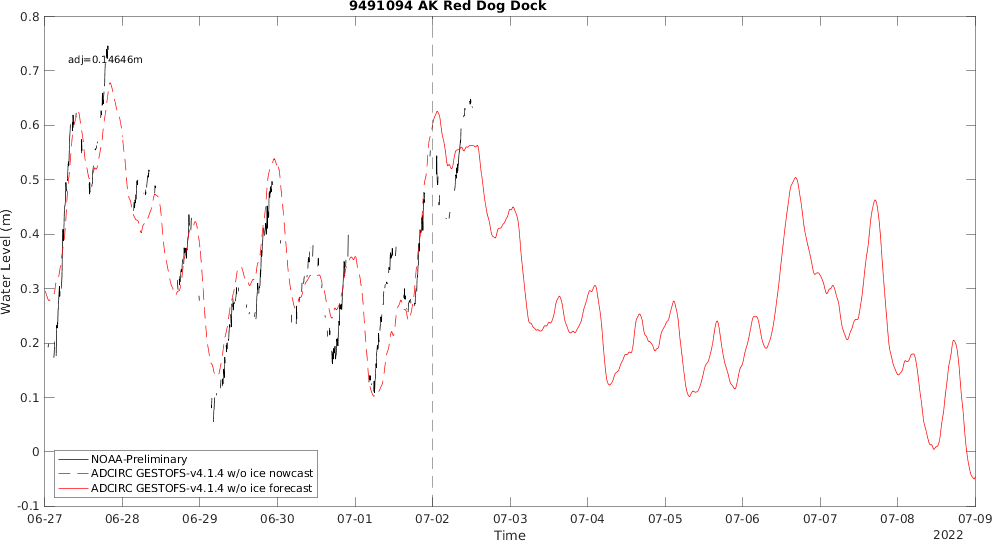 9491094 AK Red Dog Dock
0.8
0.7
0.6
0.5
0.4
0.3
0.2
0.1
0
-0.1
Water Level (m)
adj=0.14646m
NOAA-Preliminary
ADCIRC GESTOFS-v4.1.4 w/o ice nowcast
ADCIRC GESTOFS-v4.1.4 w/o ice forecast
06-27 06-28 06-29 06-30 07-01 07-02 07-03 07-04 07-05 07-06 07-07 07-08 07-09
Time
2022